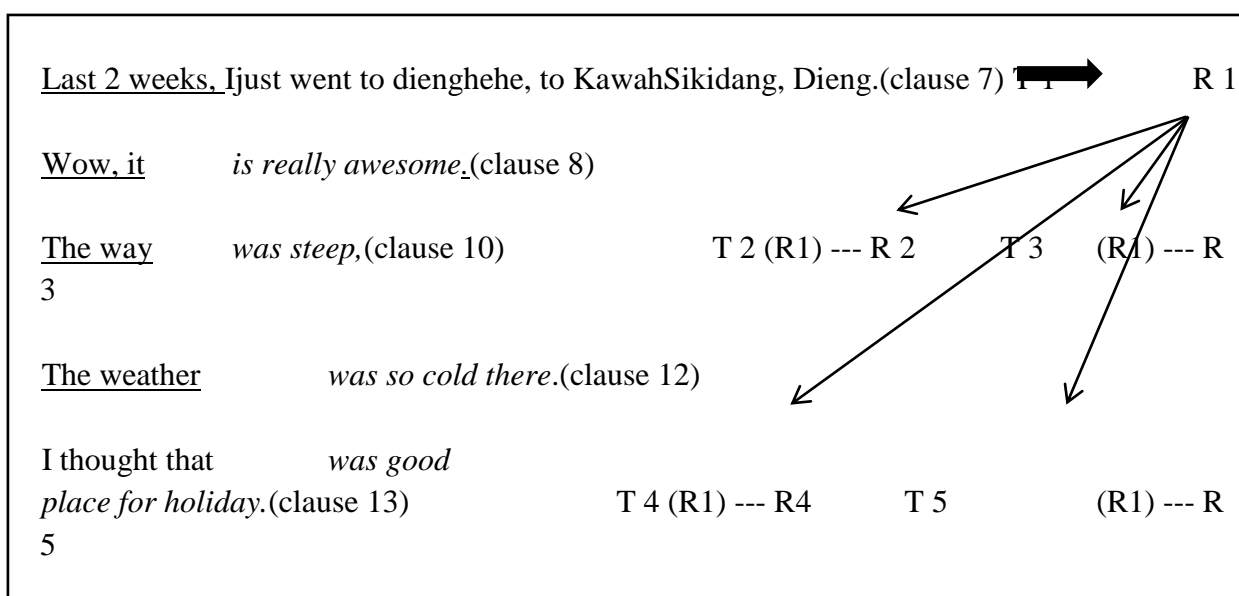 Last 2 weeks, Ijust went to dienghehe, to KawahSikidang, Dieng.(clause 7) T 1 R 1
Wow, it is really awesome.(clause 8)
The way was steep,(clause 10) T 2 (R1) --- R 2 T 3 (R1) --- R
3
The weather was so cold there.(clause 12)
I thought that was good
place for holiday.(clause 13) T 4 (R1) --- R4 T 5 (R1) --- R
5